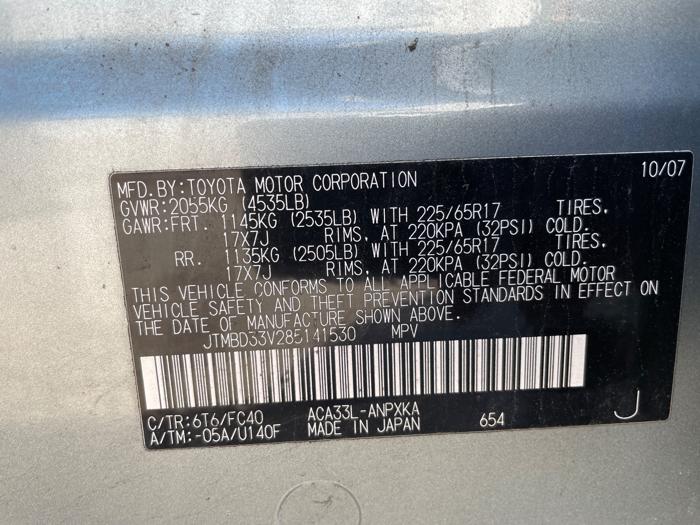 MFD.BY:TOYOTA MOTOR CORPORATION 10/07
GVWR:2055KG (4535LB)
GAWR:FRT. 1145KG (2535LB) WITH 225/65R17 TIRES,
17X7J RIMS, AT 220KPA (32PSI) COLD.
RR. 1135KG (2505LB) WITH 225/65R17 TIRES,
17X7J RIMS, AT 220KPA (32PSI) COLD.
THIS VEHICLE CONFORMS TO ALL APPLICABLE FEDERAL MOTOR
VEHICLE SAFETY AND THEFT PREVENTION STANDARDS IN EFFECT ON
THE DATE OF MANUFACTURE SHOWN ABOVE.
JTMBD33V285141530 MPV
C/TR:6T6/FC40 ACA33L-ANPXKA
A/TM:-05A/U140F MADE IN JAPAN 654 J